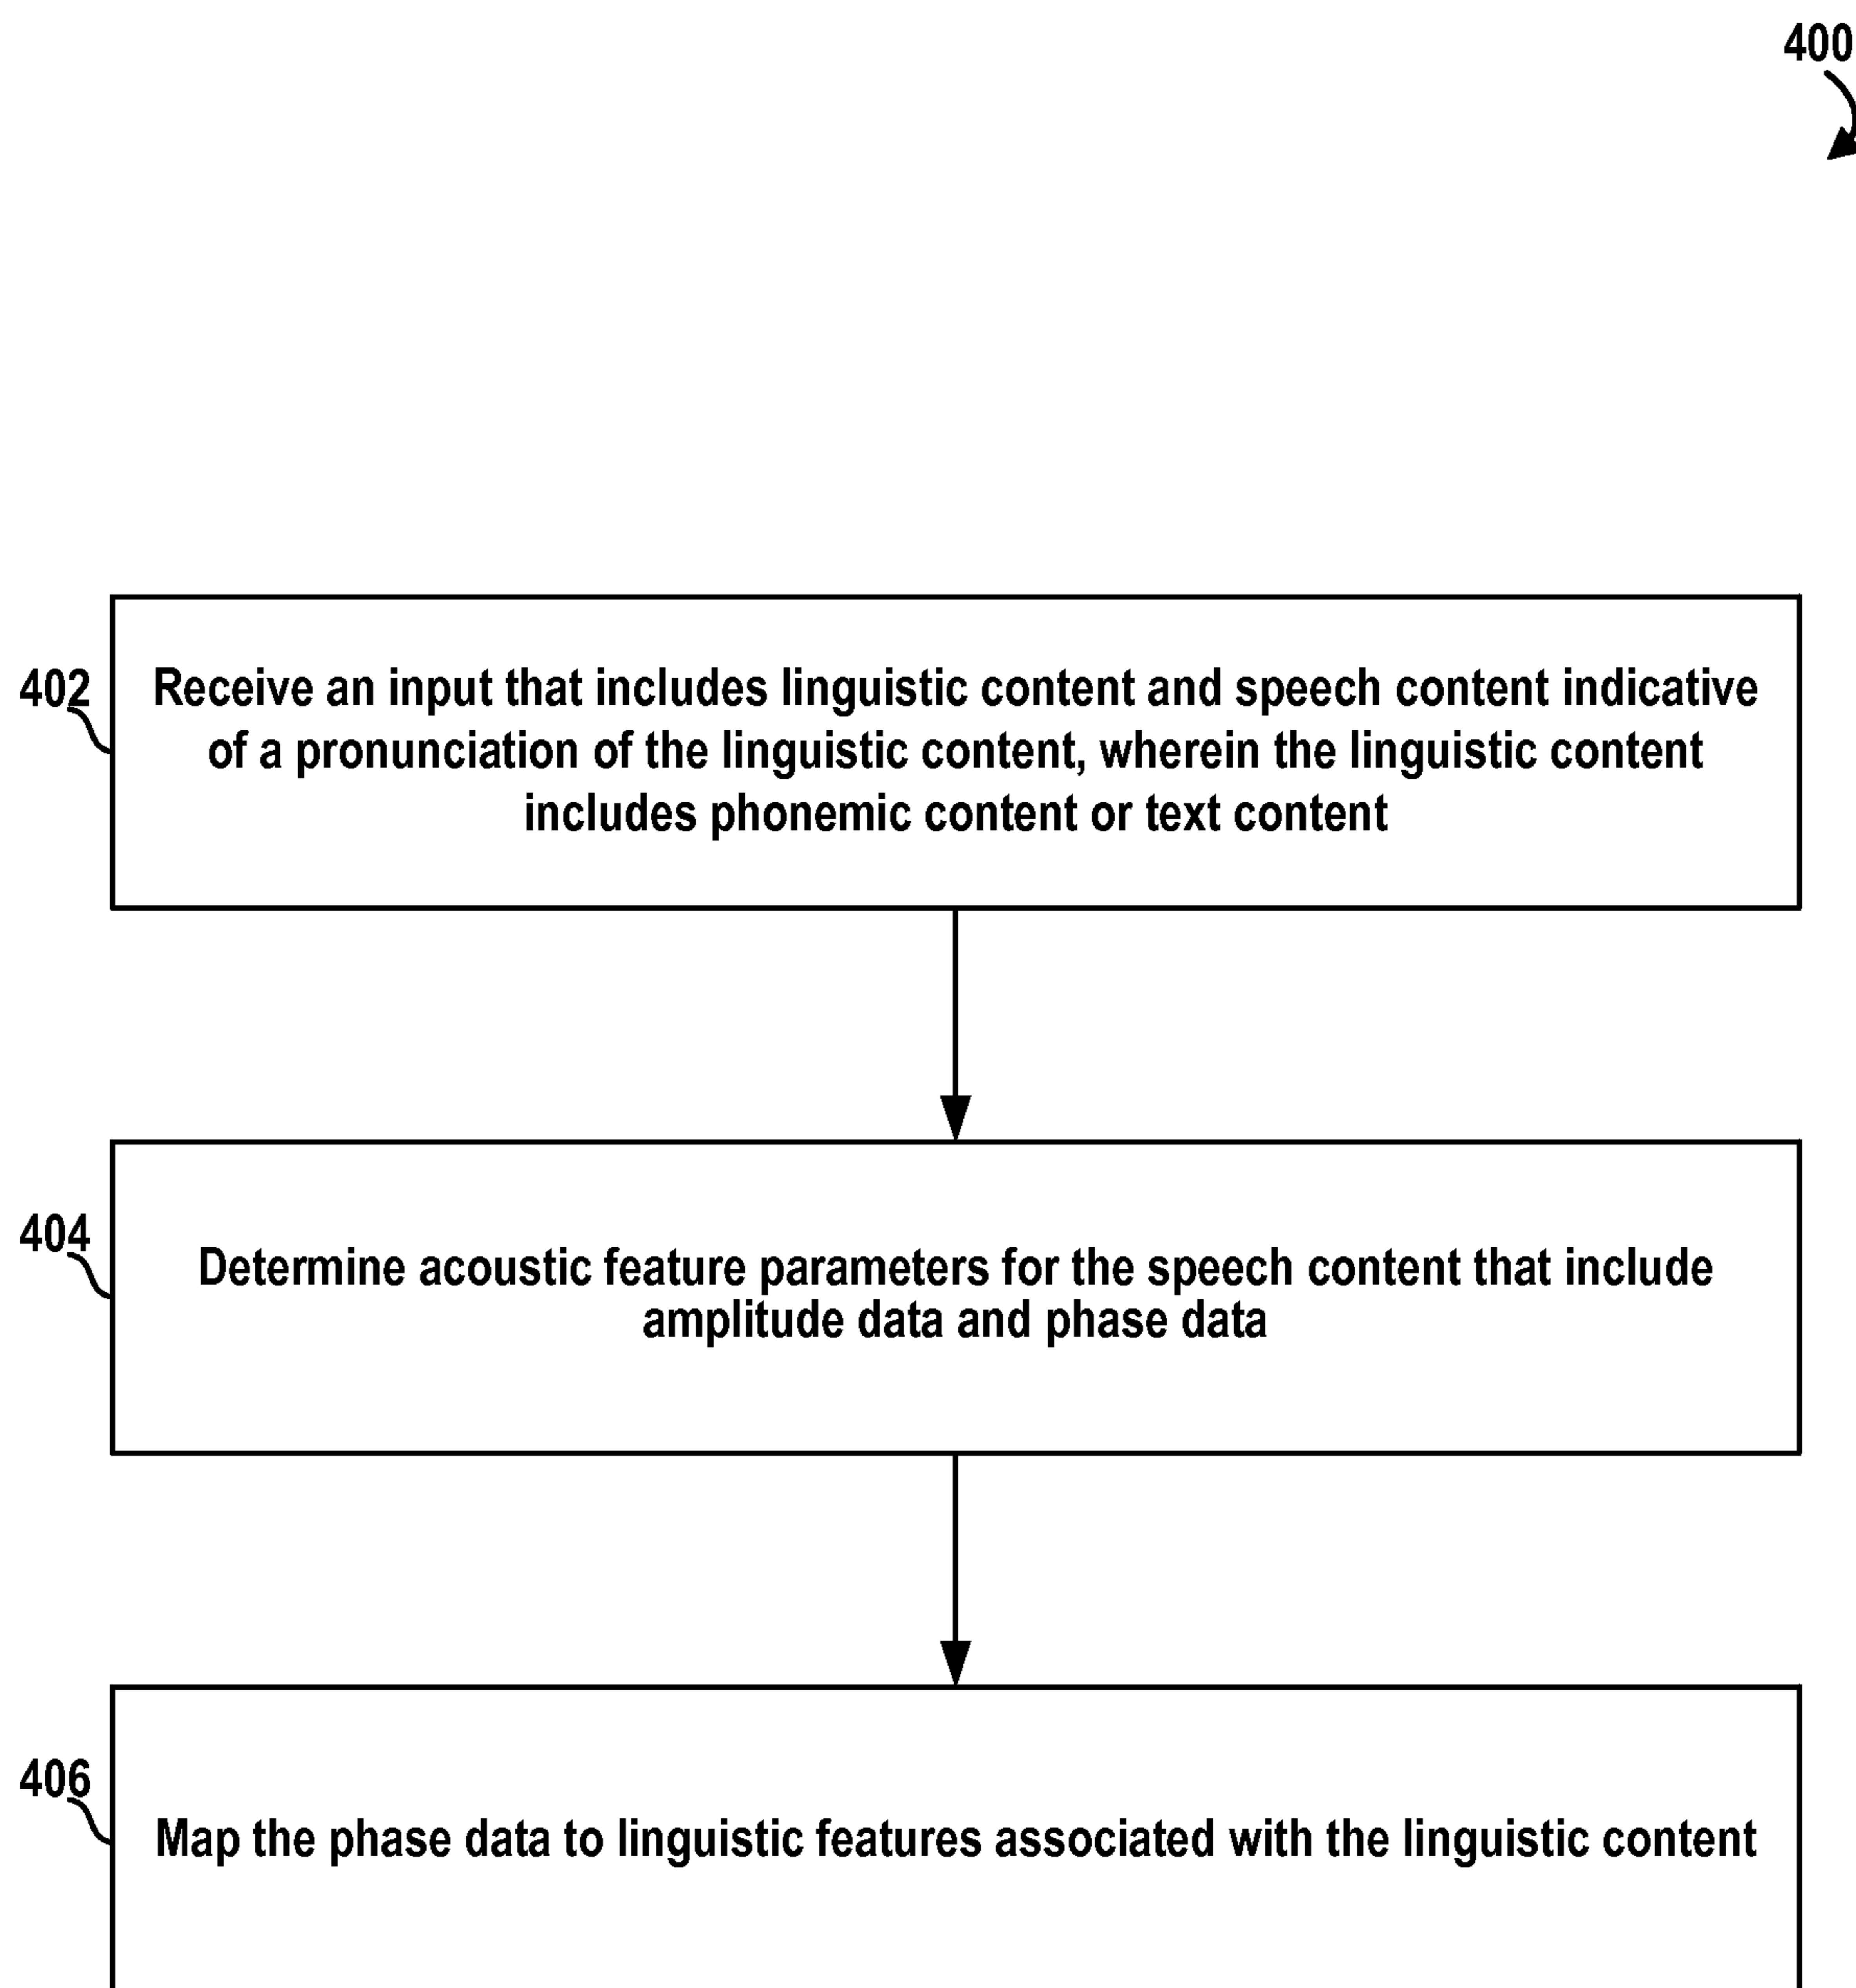 400
402
Receive an input that includes linguistic content and speech content indicative
of a pronunciation of the linguistic content, wherein the linguistic content
includes phonemic content or text content
404
Determine acoustic feature parameters for the speech content that include
amplitude data and phase data
406
Map the phase data to linguistic features associated with the linguistic content